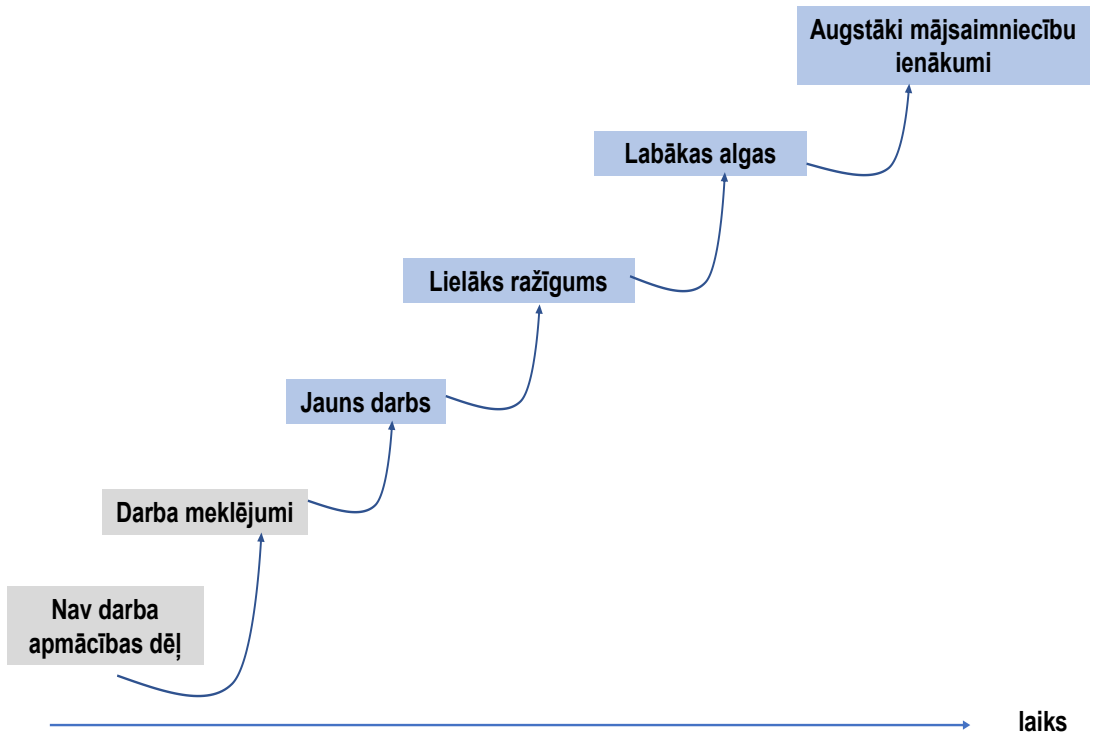 Augstāki mājsaimniecību
ienākumi
Labākas algas
Lielāks ražīgums
Jauns darbs
Darba meklējumi
Nav darba
apmācības dēļ
laiks